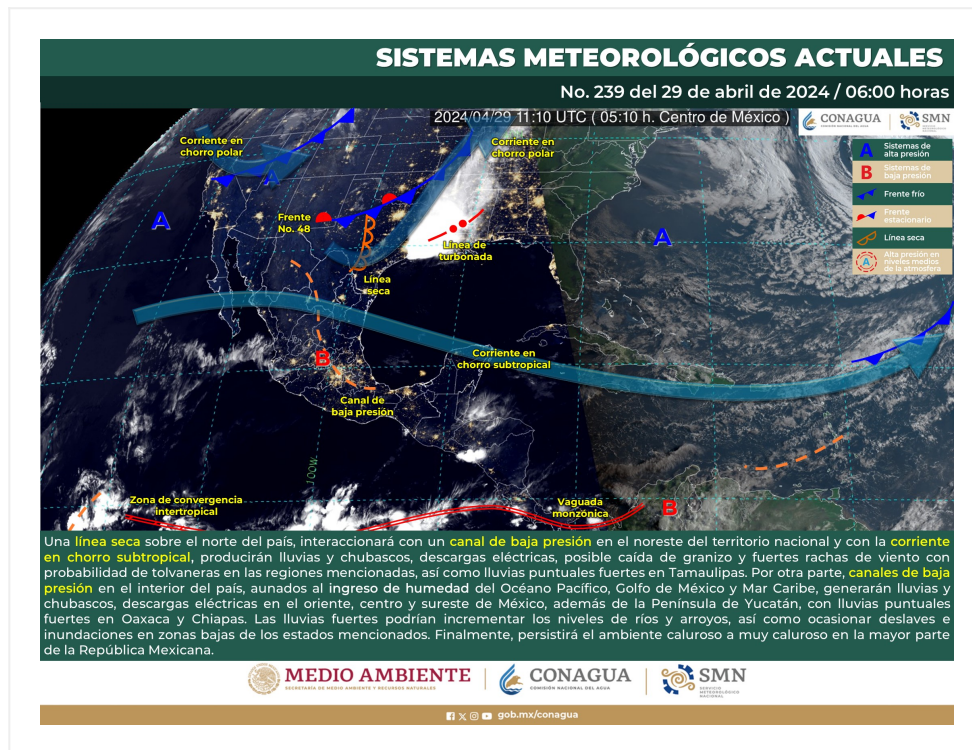 SISTEMAS METEOROLÓGICOS ACTUALES
No. 239 del 29 de abril de 2024 / 06:00 horas
2024/04/29 11:10 UTC ( 05:10 h. Centro de México )
CONAGUA
COMISIÓN NACIONAL DEL AGUA
SMN
A
Sistemas de
alta presión
B
Sistemas de
baja presión
Frente frío
Frente
estacionario
Línea seca
A
Alta presión en
niveles medios
de la atmósfera
Corriente en
chorro polar
Corriente en
chorro polar
A
A
A
Frente
No. 48
Línea de
turbonada
Línea
seca
B
Corriente en
chorro subtropical
Canal de
baja presión
100W
Zona de convergencia
intertropical
Vaguada
monzónica
B
Una línea seca sobre el norte del país, interaccionará con un canal de baja presión en el noreste del territorio nacional y con la corriente
en chorro subtropical, producirán lluvias y chubascos, descargas eléctricas, posible caída de granizo y fuertes rachas de viento con
probabilidad de tolvaneras en las regiones mencionadas, así como lluvias puntuales fuertes en Tamaulipas. Por otra parte, canales de baja
presión en el interior del país, aunados al ingreso de humedad del Océano Pacífico, Golfo de México y Mar Caribe, generarán lluvias y
chubascos, descargas eléctricas en el oriente, centro y sureste de México, además de la Península de Yucatán, con lluvias puntuales
fuertes en Oaxaca y Chiapas. Las lluvias fuertes podrían incrementar los niveles de ríos y arroyos, así como ocasionar deslaves e
inundaciones en zonas bajas de los estados mencionados. Finalmente, persistirá el ambiente caluroso a muy caluroso en la mayor parte
de la República Mexicana.
MEDIO AMBIENTE
SECRETARÍA DE MEDIO AMBIENTE Y RECURSOS NATURALES
CONAGUA
COMISIÓN NACIONAL DEL AGUA
SMN
SERVICIO
METEOROLÓGICO
NACIONAL
gob.mx/conagua